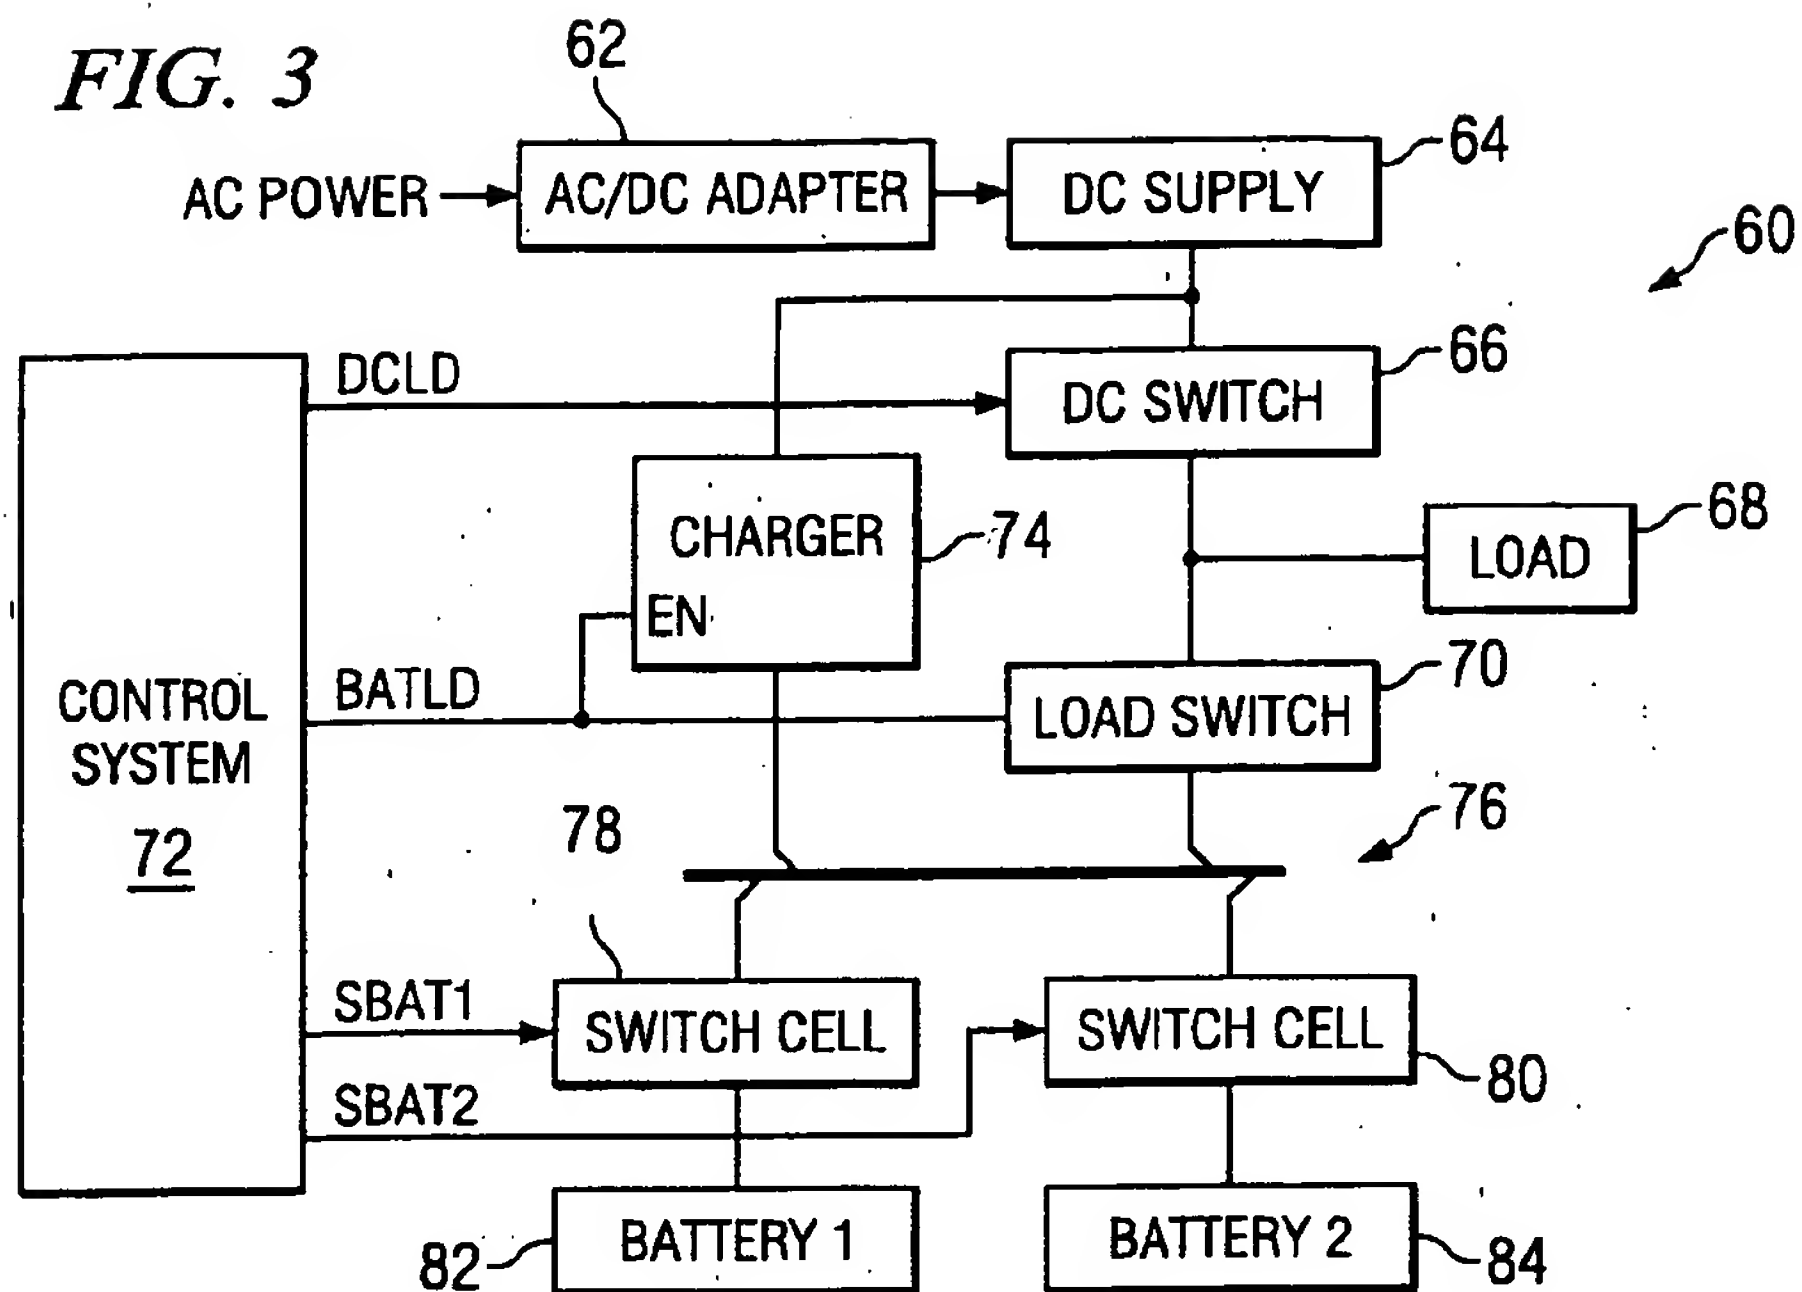 FIG. 3
62
AC POWER
AC/DC ADAPTER
DC SUPPLY
64
60
DCLD
DC SWITCH
66
CHARGER
74
EN
LOAD
68
BATLD
LOAD SWITCH
70
CONTROL
SYSTEM
72
76
78
SBAT1
SWITCH CELL
SWITCH CELL
80
SBAT2
BATTERY 1
82
BATTERY 2
84